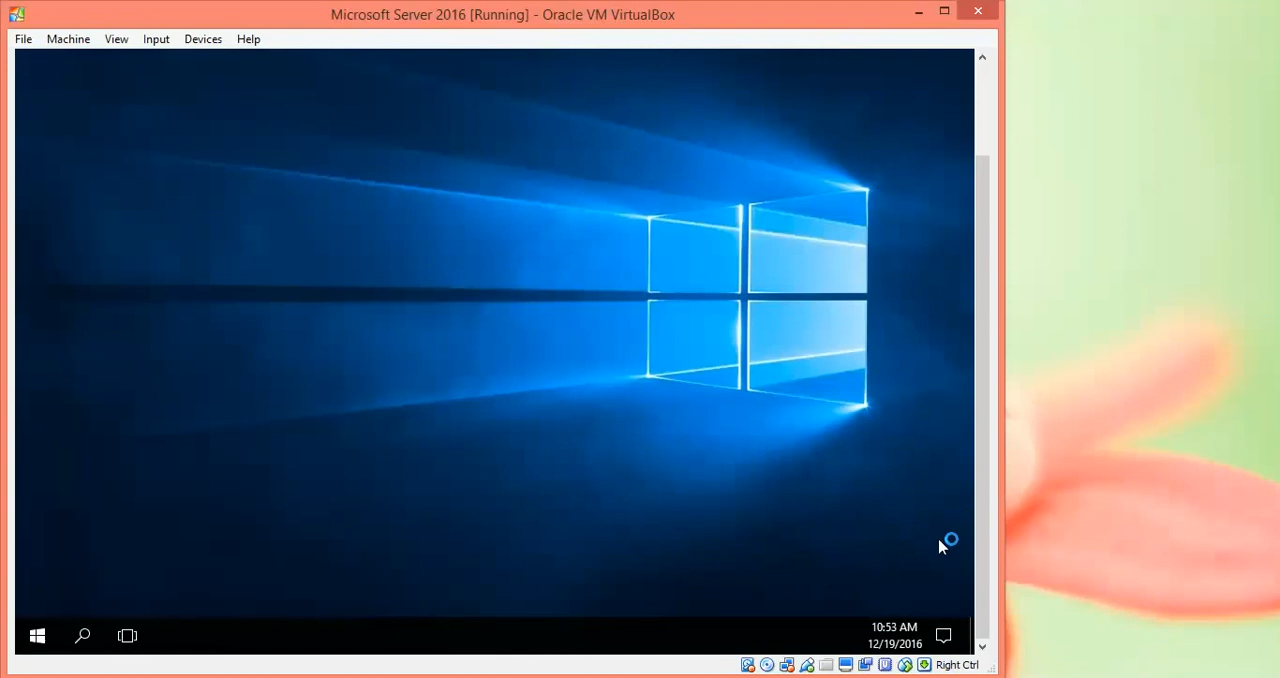 Microsoft Server 2016 [Running] - Oracle VM VirtualBox
File Machine View Input Devices Help
10:53 AM
12/19/2016
Right Ctrl